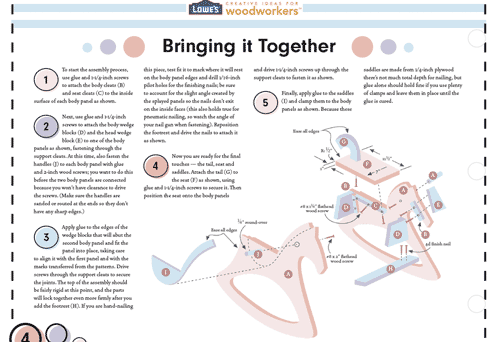 LOWE'S
CREATIVE IDEAS FOR
woodworkers
Bringing it Together
1
To start the assembly process,
use glue and 1-1/4-inch screws
to attach the body cleats (B)
and seat cleats (C) to the inside
surface of each body panel as shown.
2
Next, use glue and 1-1/4-inch
screws to attach the body wedge
blocks (D) and the head wedge
block (E) to one of the body
panels as shown, fastening through the
support cleats. At this time, also fasten the
handles (I) to each body panel with glue
and 2-inch wood screws; you want to do this
before the two body panels are connected
because you won't have clearance to drive
the screws. (Make sure the handles are
sanded or routed at the ends so they don't
have any sharp edges.)
3
Apply glue to the edges of the
wedge blocks that will abut the
second body panel and fit the
panel into place, taking care
to align it with the first panel and with the
marks transferred from the patterns. Drive
screws through the support cleats to secure
the joints. The top of the assembly should
be fairly rigid at this point, and the parts
will lock together even more firmly after you
add the footrest (H). If you are hand-nailing
4
this piece, test fit it to mark where it will rest
on the body panel edges and drill 5/16-inch
pilot holes for the finishing nails; be sure
to account for the slight angle created by
the splayed panels so the nails don't exit
on the inside faces (this also holds true for
pneumatic nailing, so watch the angle of
your nail gun when fastening). Reposition
the footrest and drive the nails to attach it
as shown.
4
Now you are ready for the final
touches — the tail, seat and
saddles. Attach the tail (G) to
the seat (F) as shown, using
glue and 1-1/4-inch screws to secure it. Then
position the seat onto the body panels
and drive 1-1/4-inch screws up through the
support cleats to fasten it as shown.
5
Finally, apply glue to the saddles
(J) and clamp them to the body
panels as shown. Because these
saddles are made from 3/4-inch plywood
there's not much total depth for nailing, but
glue alone should hold fine if you use plenty
of clamps and leave them in place until the
glue is cured.
Ease all edges
G
F
A
B
C
D
E
A
D
B
H
#8 x 1¼" flathead
wood screw
4d finish nail
¼" round over
Ease all edges
I
J
A
#8 x 2" flathead
wood screw